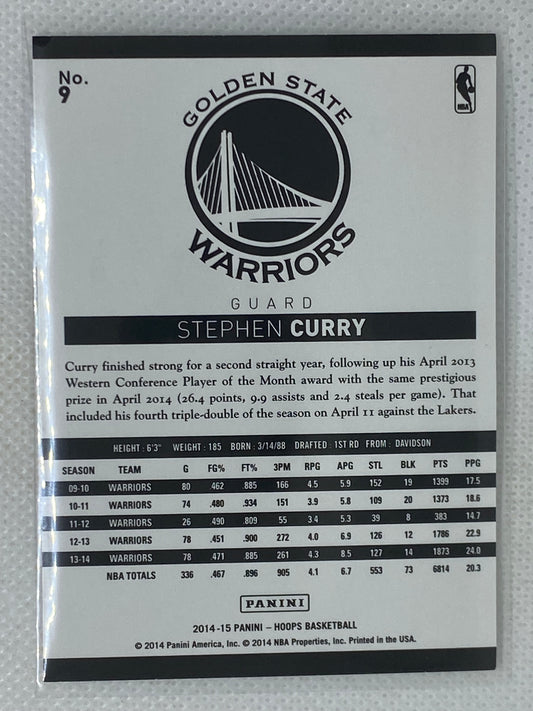 No.
9
GOLDEN STATE
WARRIORS
NBA
GUARD
STEPHEN CURRY
Curry finished strong for a second straight year, following up his April 2013
Western Conference Player of the Month award with the same prestigious
prize in April 2014 (26.4 points, 9.9 assists and 2.4 steals per game). That
included his fourth triple-double of the season on April 11 against the Lakers.
HEIGHT : 6'3" WEIGHT : 185 BORN : 3/14/88 DRAFTED : 1ST RD FROM : DAVIDSON
SEASON TEAM G FG% FT% 3PM RPG APG STL BLK PTS PPG
09-10 WARRIORS 80 .462 .885 166 4.5 5.9 152 19 1399 17.5
10-11 WARRIORS 74 .480 .934 151 3.9 5.8 109 20 1373 18.6
11-12 WARRIORS 26 .490 .809 55 3.4 5.3 39 8 383 14.7
12-13 WARRIORS 78 .451 .900 272 4.0 6.9 126 12 1786 22.9
13-14 WARRIORS 78 .471 .885 261 4.3 8.5 127 14 1873 24.0
NBA TOTALS 336 .467 .896 905 4.1 6.7 553 73 6814 20.3
PANINI
2014-15 PANINI – HOOPS BASKETBALL
© 2014 Panini America, Inc. © 2014 NBA Properties, Inc. Printed in the USA.